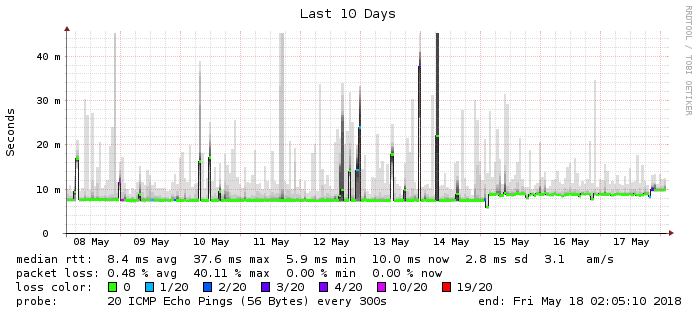 Last 10 Days
RRDTOOL / TOBI OETIKER
Seconds
40 m
30 m
20 m
10 m
0
08 May 09 May 10 May 11 May 12 May 13 May 14 May 15 May 16 May 17 May
median rtt: 8.4 ms avg 37.6 ms max 5.9 ms min 10.0 ms now 2.8 ms sd 3.1 am/s
packet loss: 0.48 % avg 40.11 % max 0.00 % min 0.00 % now
loss color: 0 1/20 2/20 3/20 4/20 10/20 19/20
probe: 20 ICMP Echo Pings (56 Bytes) every 300s end: Fri May 18 02:05:10 2018